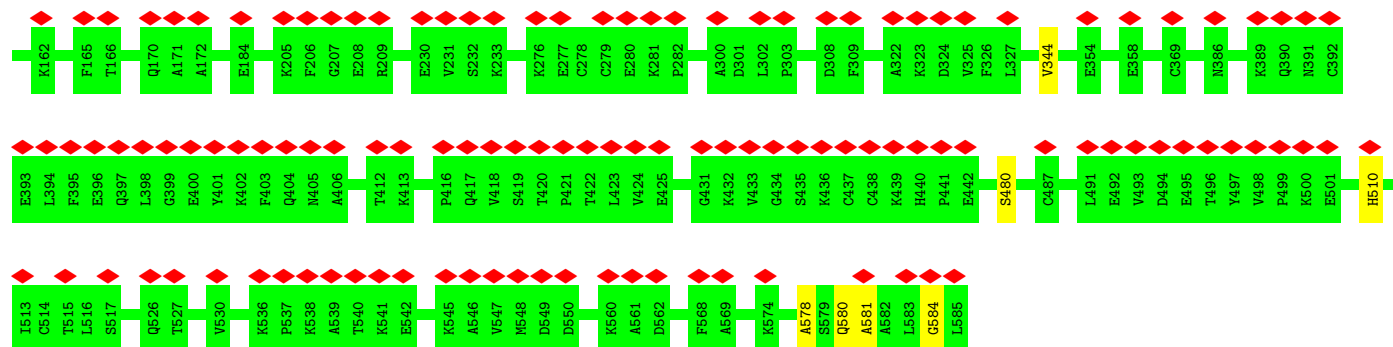 K162 F165 T166 Q170 A171 A172 E184 K205 F206 G207 E208 R209 E230 V231 S232 K233 K276 E277 C278 C279 E280 K281 P282 A300 D301 L302 P303 D308 F309 A322 K323 D324 V325 F326 L327 V344 E354 E358 C369 N386 K389 Q390 N391 C392
E393 L394 F395 E396 Q397 L398 G399 E400 Y401 K402 F403 Q404 N405 A406 T412 K413 P416 Q417 V418 S419 T420 P421 T422 L423 V424 E425 G431 K432 V433 G434 S435 K436 C437 C438 K439 H440 P441 E442 S480 C487 L491 E492 V493 D494 E495 T496 Y497 V498 P499 K500 E501 H510
I513 C514 T515 L516 S517 Q526 T527 V530 K536 P537 K538 A539 T540 K541 E542 K545 A546 V547 M548 D549 D550 K560 A561 D562 F568 A569 K574 A578 S579 Q580 A581 A582 L583 G584 L585